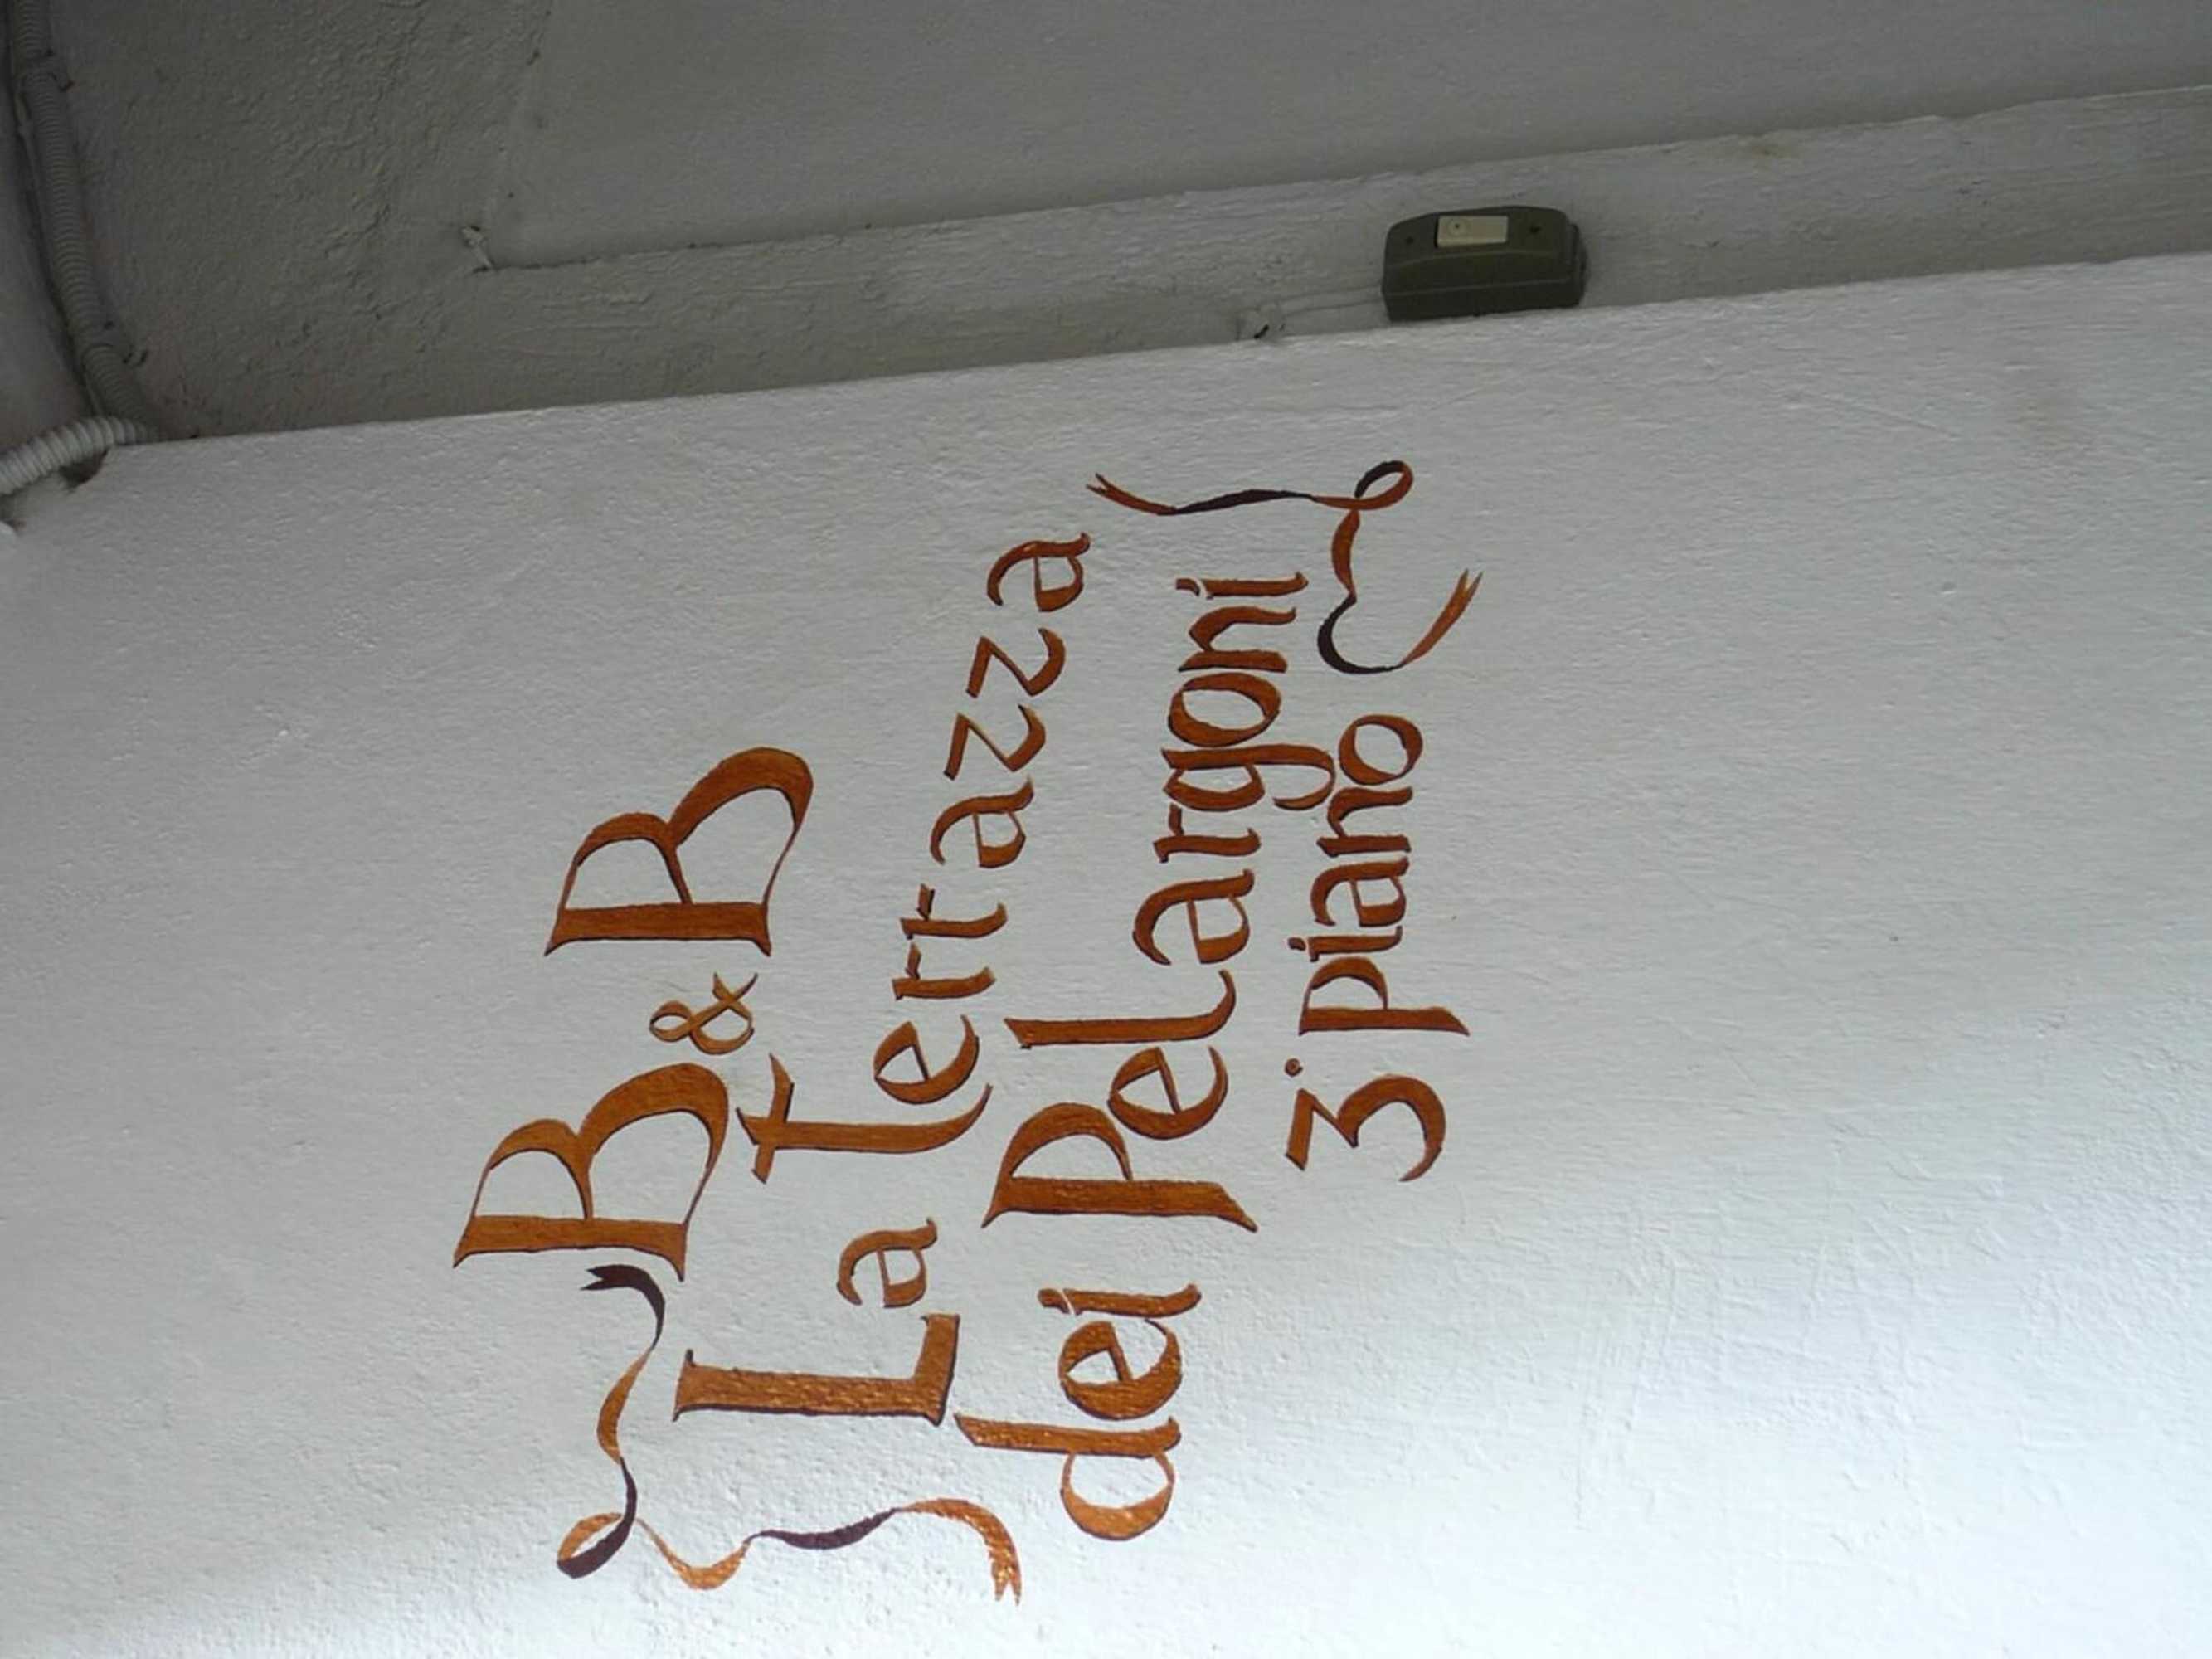 B & B
La Terrazza
dei Pelargoni
3° Piano